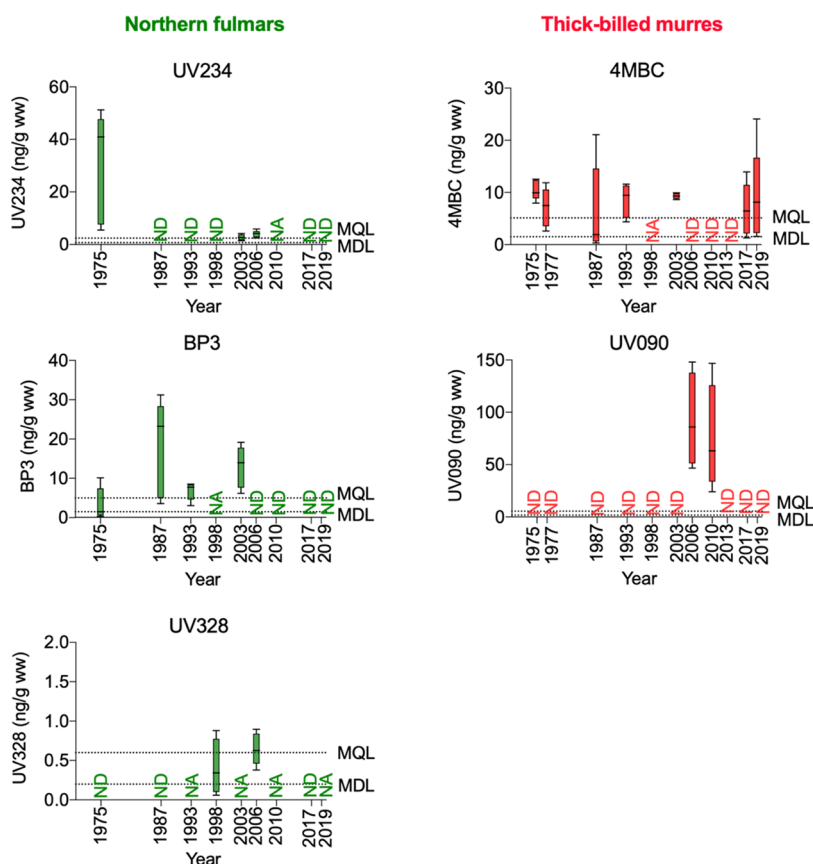 Northern fulmars
Thick-billed murres
UV234
UV234 (ng/g ww)
60
40
20
0
ND
ND
ND
NA
ND
ND
MQL
MDL
1975
1987
1993
1998
2003
2006
2010
2017
2019
Year
4MBC
4MBC (ng/g ww)
30
20
10
0
NA
ND
ND
ND
MQL
MDL
1975
1977
1987
1993
1998
2003
2006
2010
2013
2017
2019
Year
BP3
BP3 (ng/g ww)
40
30
20
10
0
NA
ND
ND
ND
ND
MQL
MDL
1975
1987
1993
1998
2003
2006
2010
2017
2019
Year
UV090
UV090 (ng/g ww)
150
100
50
0
ND
ND
ND
ND
ND
ND
ND
ND
ND
MQL
MDL
1975
1977
1987
1993
1998
2003
2006
2010
2013
2017
2019
Year
UV328
UV328 (ng/g ww)
2.0
1.5
1.0
0.5
0.0
ND
ND
NA
NA
NA
ND
NA
MQL
MDL
1975
1987
1993
1998
2003
2006
2010
2017
2019
Year